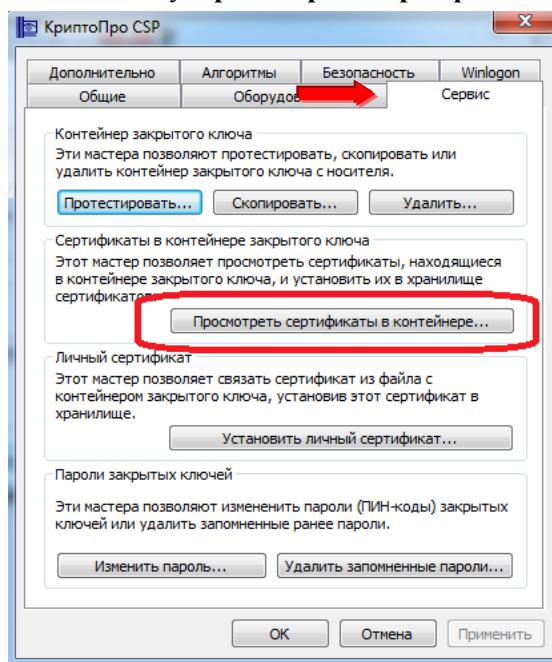 КриптоПро CSP
Дополнительно Алгоритмы Безопасность Winlogon
Общие Сервис
Контейнер закрытого ключа
Эти мастера позволяют протестировать, скопировать или
удалить контейнер закрытого ключа с носителя.
Протестировать... Скопировать... Удалить...
Сертификаты в контейнере закрытого ключа
Этот мастер позволяет просмотреть сертификаты, находящиеся
в контейнере закрытого ключа, и установить их в хранилище
сертификатов.
Просмотреть сертификаты в контейнере...
Личный сертификат
Этот мастер позволяет связать сертификат из файла с
контейнером закрытого ключа, установив этот сертификат в
хранилище.
Установить личный сертификат...
Пароли закрытых ключей
Эти мастера позволяют измененить пароли (ПИН-коды) закрытых
ключей или удалить запомненные ранее пароли.
Изменить пароль... Удалить запомненные пароли...
ОК Отмена Применить